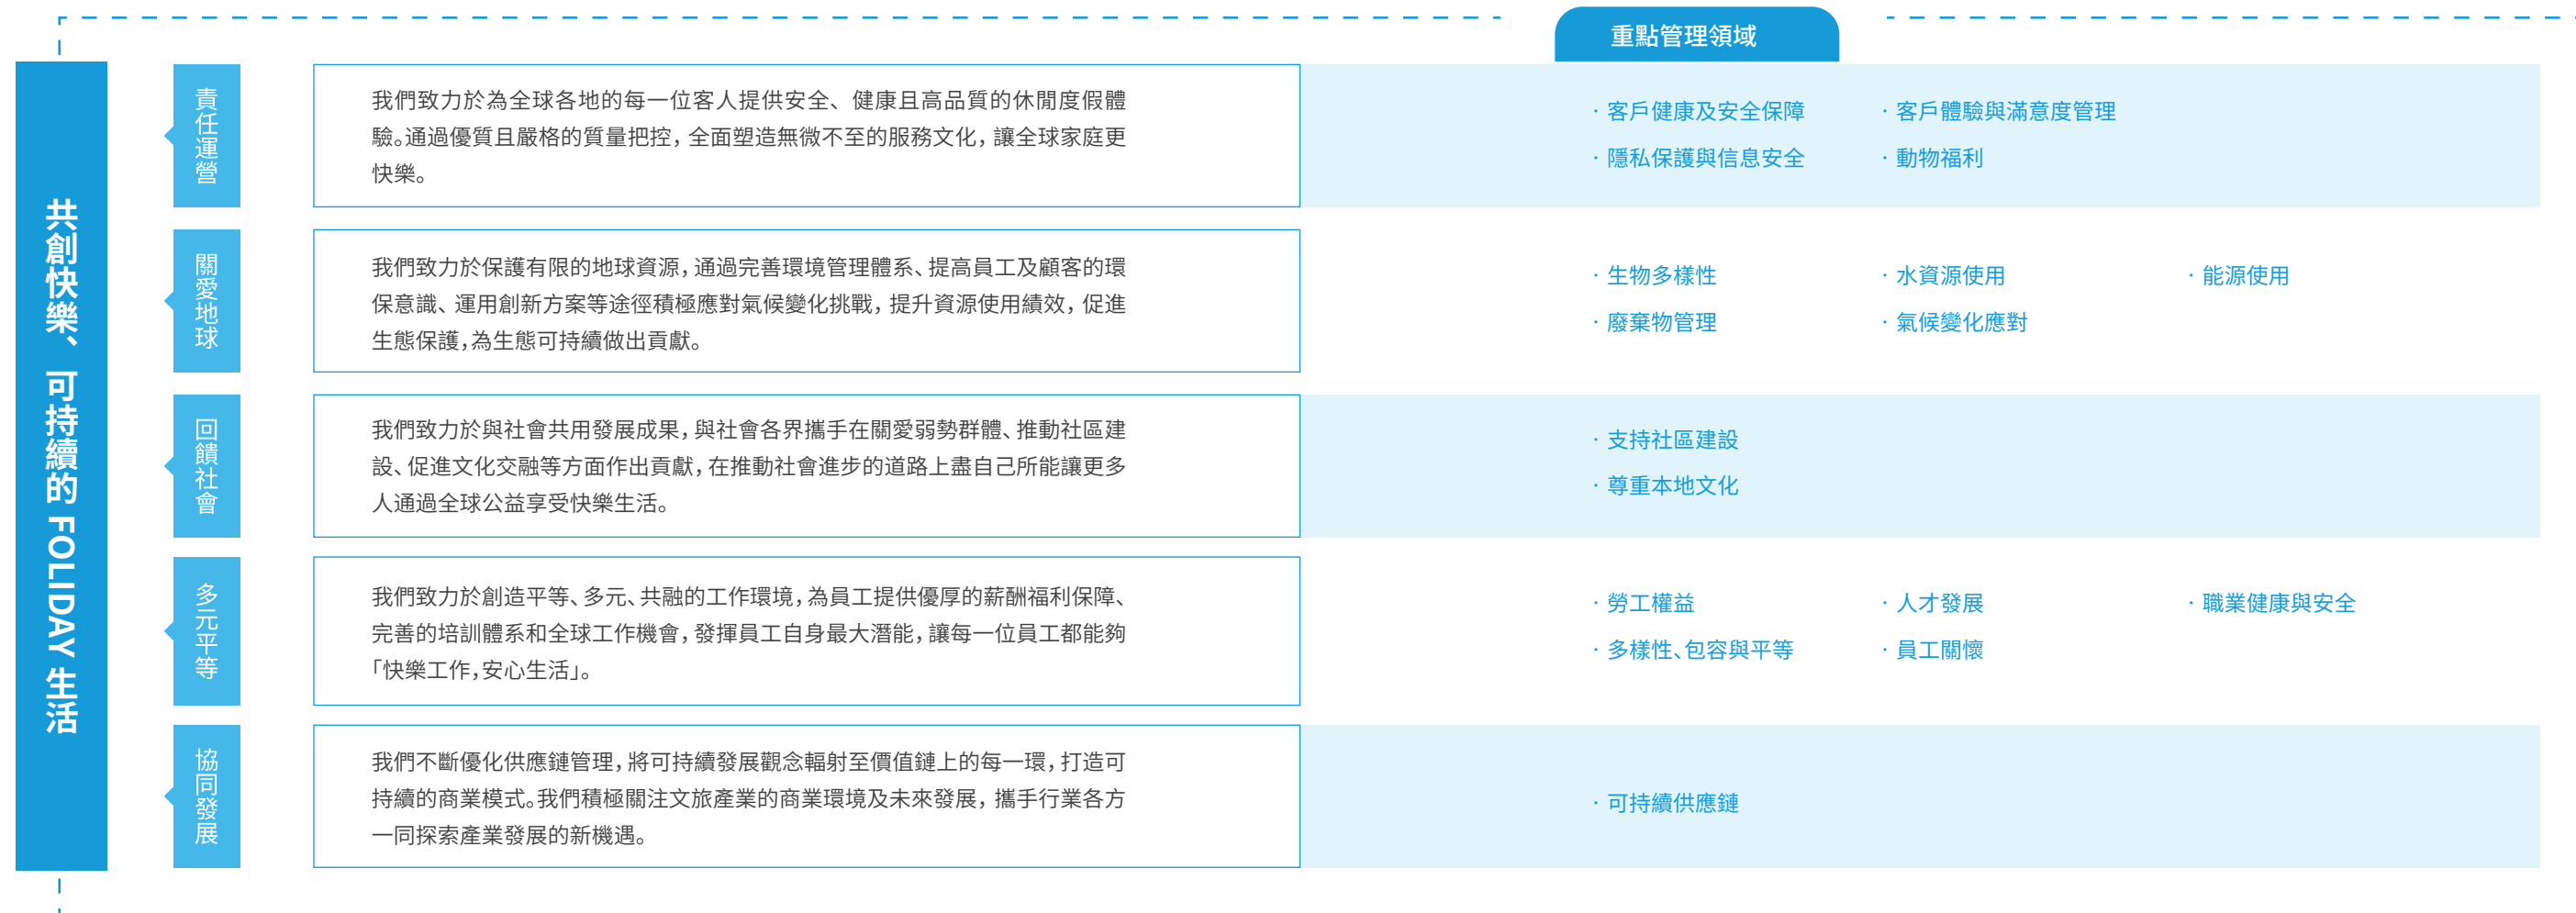 重點管理領域
共創快樂、可持續的 FOLIDAY 生活
責任運營
我們致力於為全球各地的每一位客人提供安全、健康且高品質的休閒度假體
驗。通過優質且嚴格的質量把控，全面塑造無微不至的服務文化，讓全球家庭更
快樂。
· 客戶健康及安全保障
· 客戶體驗與滿意度管理
· 隱私保護與信息安全
· 動物福利
關愛地球
我們致力於保護有限的地球資源，通過完善環境管理體系、提高員工及顧客的環
保意識、運用創新方案等途徑積極應對氣候變化挑戰，提升資源使用績效，促進
生態保護，為生態可持續做出貢獻。
· 生物多樣性
· 水資源使用
· 能源使用
· 廢棄物管理
· 氣候變化應對
回饋社會
我們致力於與社會共用發展成果，與社會各界攜手在關愛弱勢群體、推動社區建
設、促進文化交融等方面作出貢獻，在推動社會進步的道路上盡自己所能讓更多
人通過全球公益享受快樂生活。
· 支持社區建設
· 尊重本地文化
多元平等
我們致力於創造平等、多元、共融的工作環境，為員工提供優厚的薪酬福利保障、
完善的培訓體系和全球工作機會，發揮員工自身最大潛能，讓每一位員工都能夠
「快樂工作，安心生活」。
· 勞工權益
· 人才發展
· 職業健康與安全
· 多樣性、包容與平等
· 員工關懷
協同發展
我們不斷優化供應鏈管理，將可持續發展觀念輻射至價值鏈上的每一環，打造可
持續的商業模式。我們積極關注文旅產業的商業環境及未來發展，攜手行業各方
一同探索產業發展的新機遇。
· 可持續供應鏈